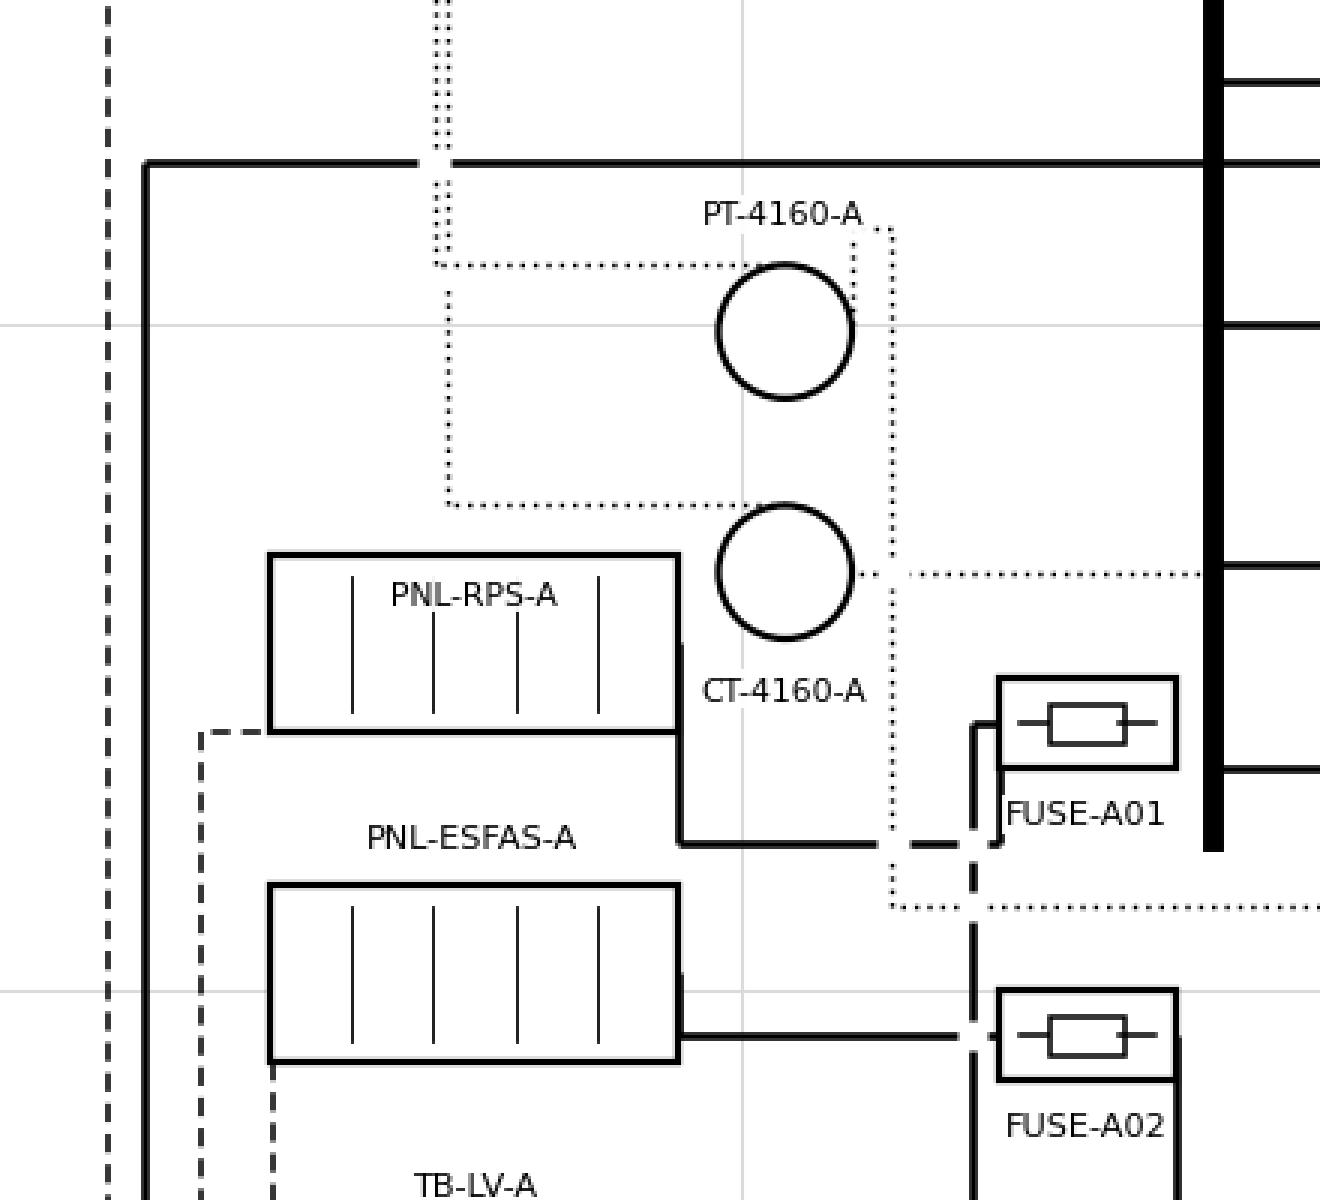 PT-4160-A
PNL-RPS-A
CT-4160-A
FUSE-A01
PNL-ESFAS-A
FUSE-A02
TB-LV-A